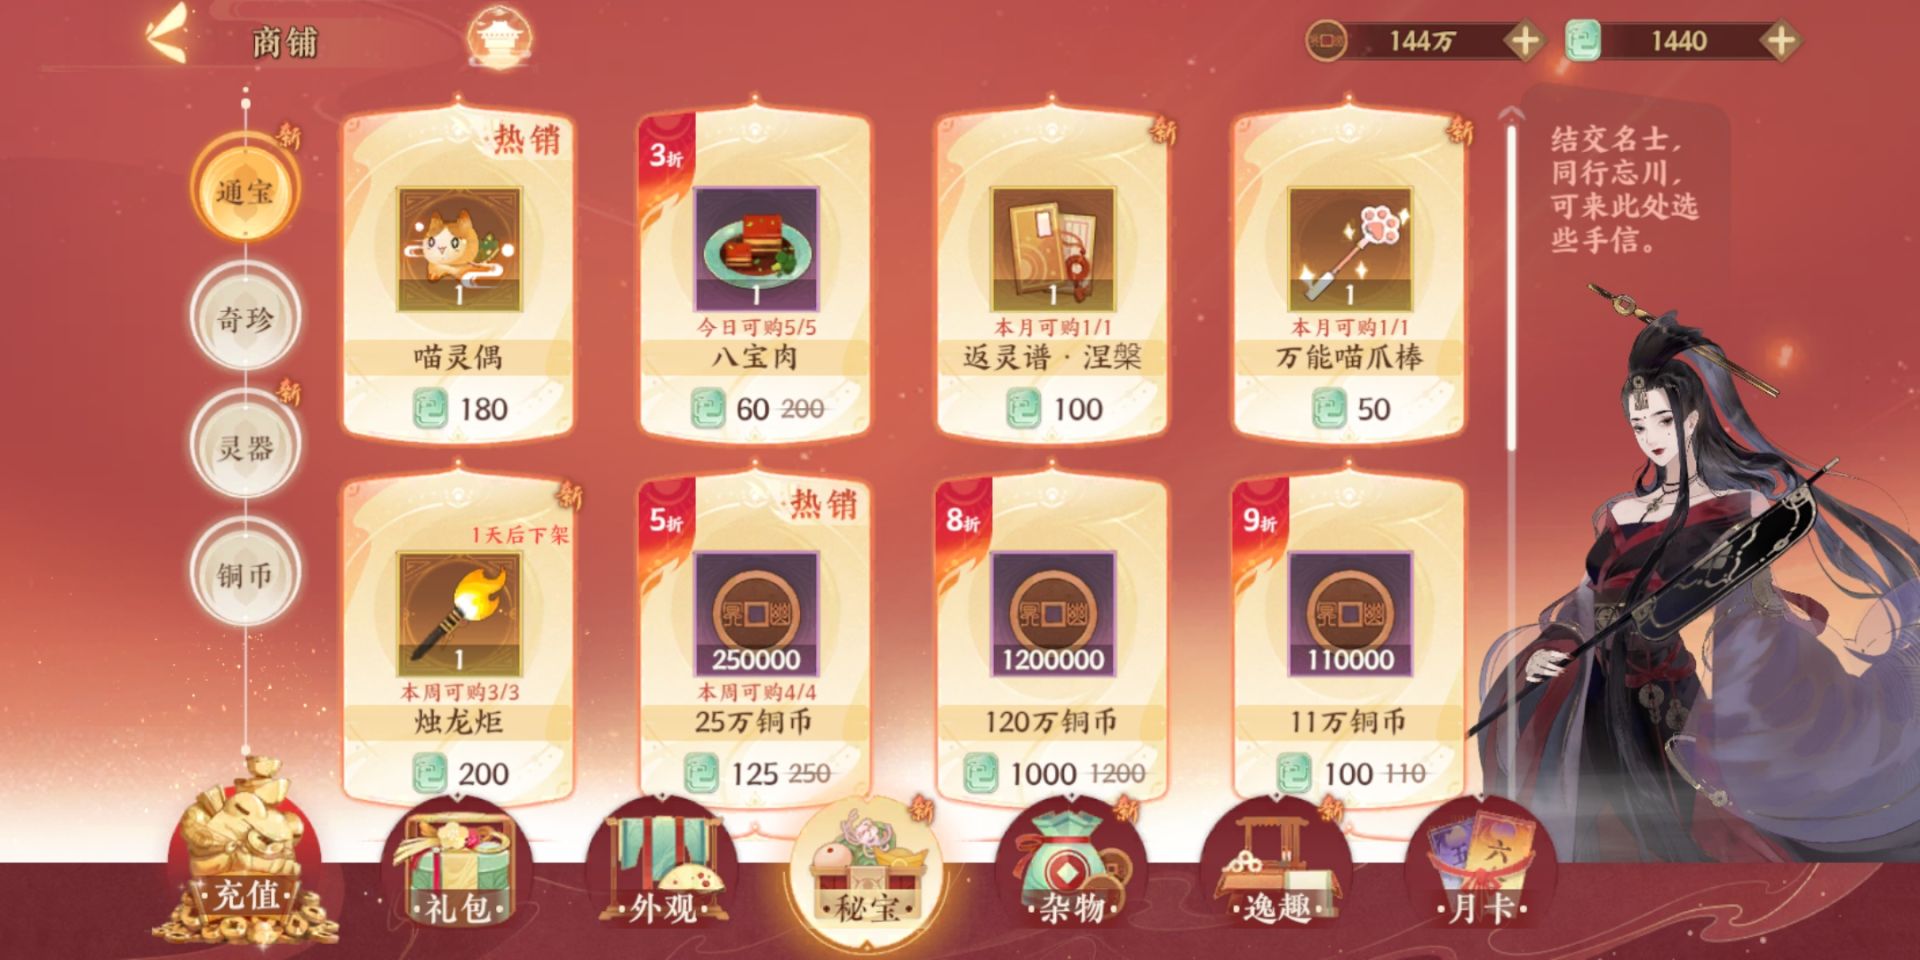 商铺
144万
1440
通宝
新
奇珍
灵器
新
铜币
热销
1
喵灵偶
180
3折
1
今日可购5/5
八宝肉
60 200
新
1
本月可购1/1
返灵谱·涅槃
100
新
1
本月可购1/1
万能喵爪棒
50
结交名士,
同行忘川,
可来此处选
些手信。
新
1天后下架
1
本周可购3/3
烛龙炬
200
5折
热销
250000
本周可购4/4
25万铜币
125 250
8折
1200000
120万铜币
1000 1200
9折
110000
11万铜币
100 110
·充值·
·礼包·
·外观·
新
·秘宝·
新
·杂物·
新
·逸趣·
五
六
·月卡·